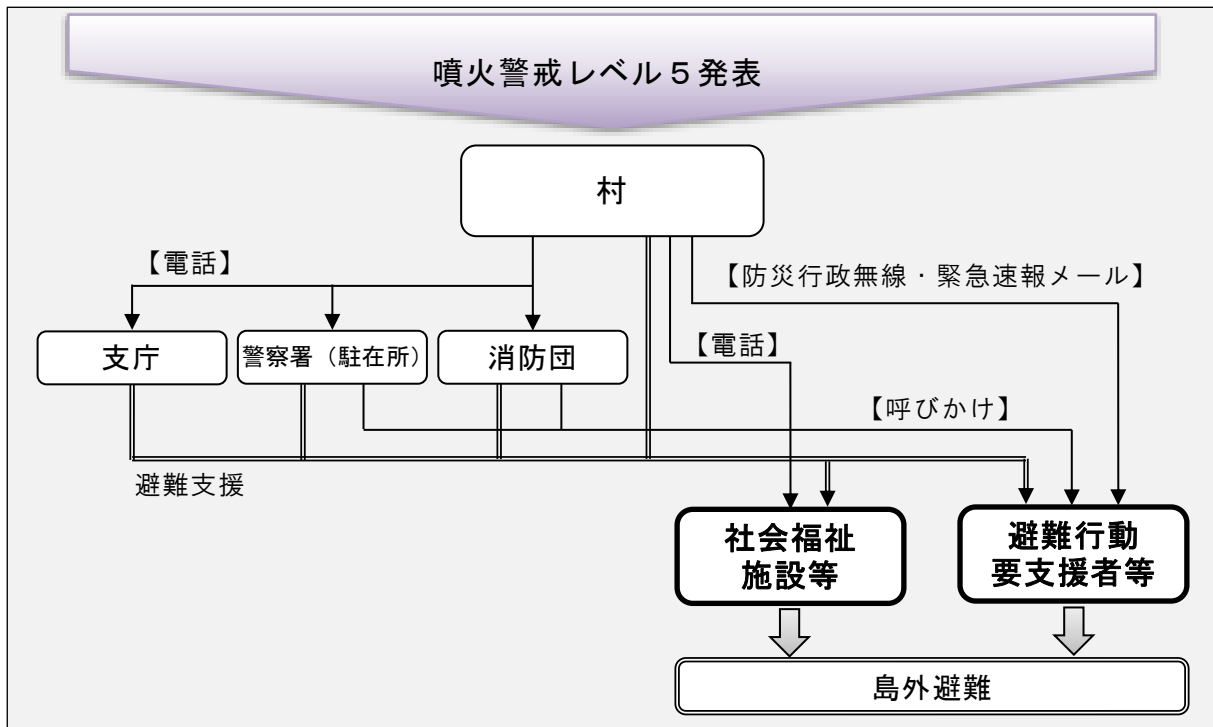 噴火警戒レベル５発表
村
【電話】
【防災行政無線・緊急速報メール】
支庁
警察署（駐在所）
消防団
【電話】
【呼びかけ】
避難支援
社会福祉
施設等
避難行動
要支援者等
島外避難